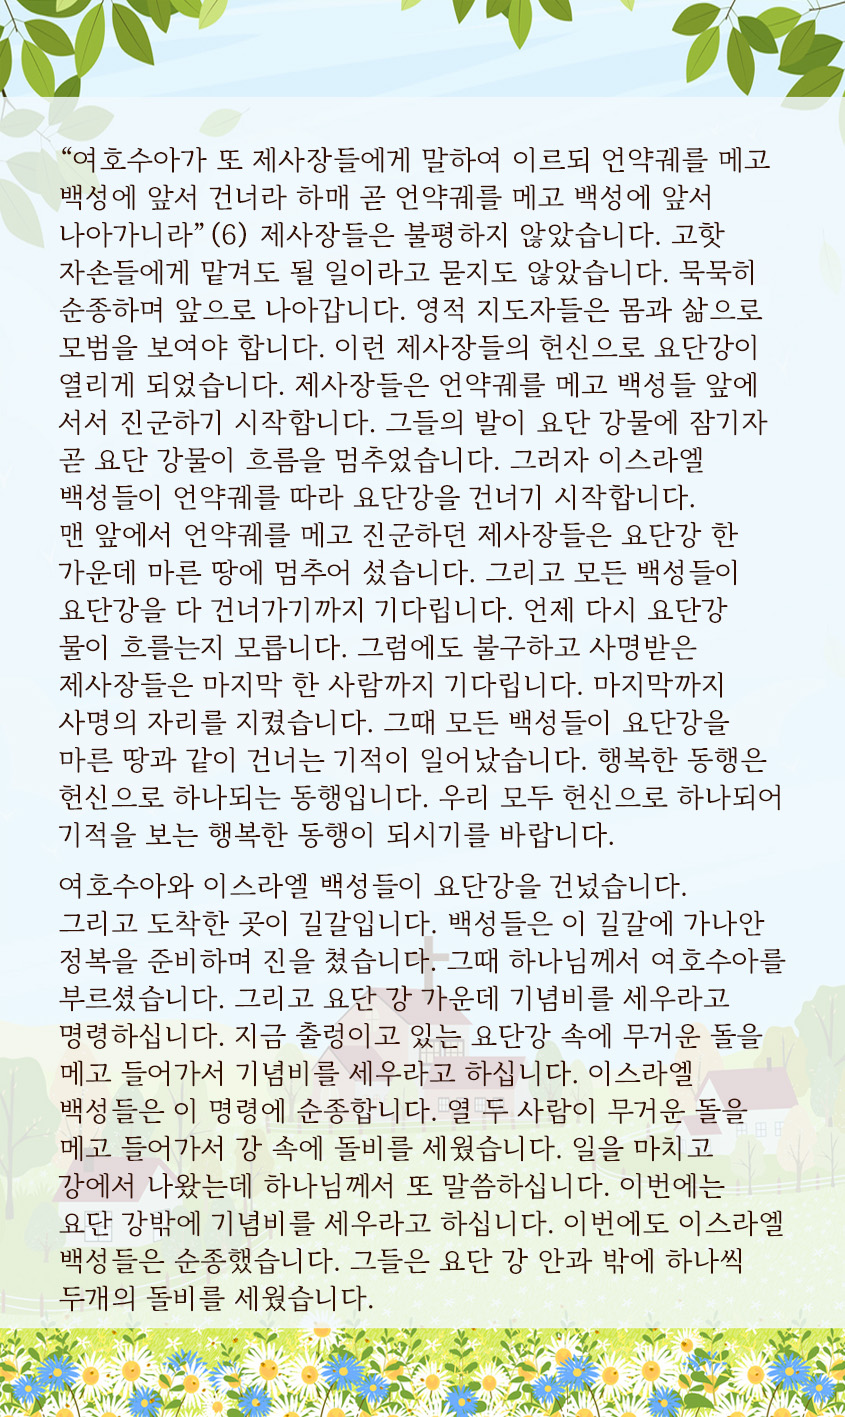 “여호수아가 또 제사장들에게 말하여 이르되 언약궤를 메고
백성에 앞서 건너라 하매 곧 언약궤를 메고 백성에 앞서
나아가니라” (6) 제사장들은 불평하지 않았습니다. 고핫
자손들에게 맡겨도 될 일이라고 묻지도 않았습니다. 묵묵히
순종하며 앞으로 나아갑니다. 영적 지도자들은 몸과 삶으로
모범을 보여야 합니다. 이런 제사장들의 헌신으로 요단강이
열리게 되었습니다. 제사장들은 언약궤를 메고 백성들 앞에
서서 진군하기 시작합니다. 그들의 발이 요단 강물에 잠기자
곧 요단 강물이 흐름을 멈추었습니다. 그러자 이스라엘
백성들이 언약궤를 따라 요단강을 건너기 시작합니다.
맨 앞에서 언약궤를 메고 진군하던 제사장들은 요단강 한
가운데 마른 땅에 멈추어 섰습니다. 그리고 모든 백성들이
요단강을 다 건너가기까지 기다립니다. 언제 다시 요단강
물이 흐를는지 모릅니다. 그럼에도 불구하고 사명받은
제사장들은 마지막 한 사람까지 기다립니다. 마지막까지
사명의 자리를 지켰습니다. 그때 모든 백성들이 요단강을
마른 땅과 같이 건너는 기적이 일어났습니다. 행복한 동행은
헌신으로 하나되는 동행입니다. 우리 모두 헌신으로 하나되어
기적을 보는 행복한 동행이 되시기를 바랍니다.
여호수아와 이스라엘 백성들이 요단강을 건넜습니다.
그리고 도착한 곳이 길갈입니다. 백성들은 이 길갈에 가나안
정복을 준비하며 진을 쳤습니다. 그때 하나님께서 여호수아를
부르셨습니다. 그리고 요단 강 가운데 기념비를 세우라고
명령하십니다. 지금 출렁이고 있는 요단강 속에 무거운 돌을
메고 들어가서 기념비를 세우라고 하십니다. 이스라엘
백성들은 이 명령에 순종합니다. 열 두 사람이 무거운 돌을
메고 들어가서 강 속에 돌비를 세웠습니다. 일을 마치고
강에서 나왔는데 하나님께서 또 말씀하십니다. 이번에는
요단 강밖에 기념비를 세우라고 하십니다. 이번에도 이스라엘
백성들은 순종했습니다. 그들은 요단 강 안과 밖에 하나씩
두개의 돌비를 세웠습니다.